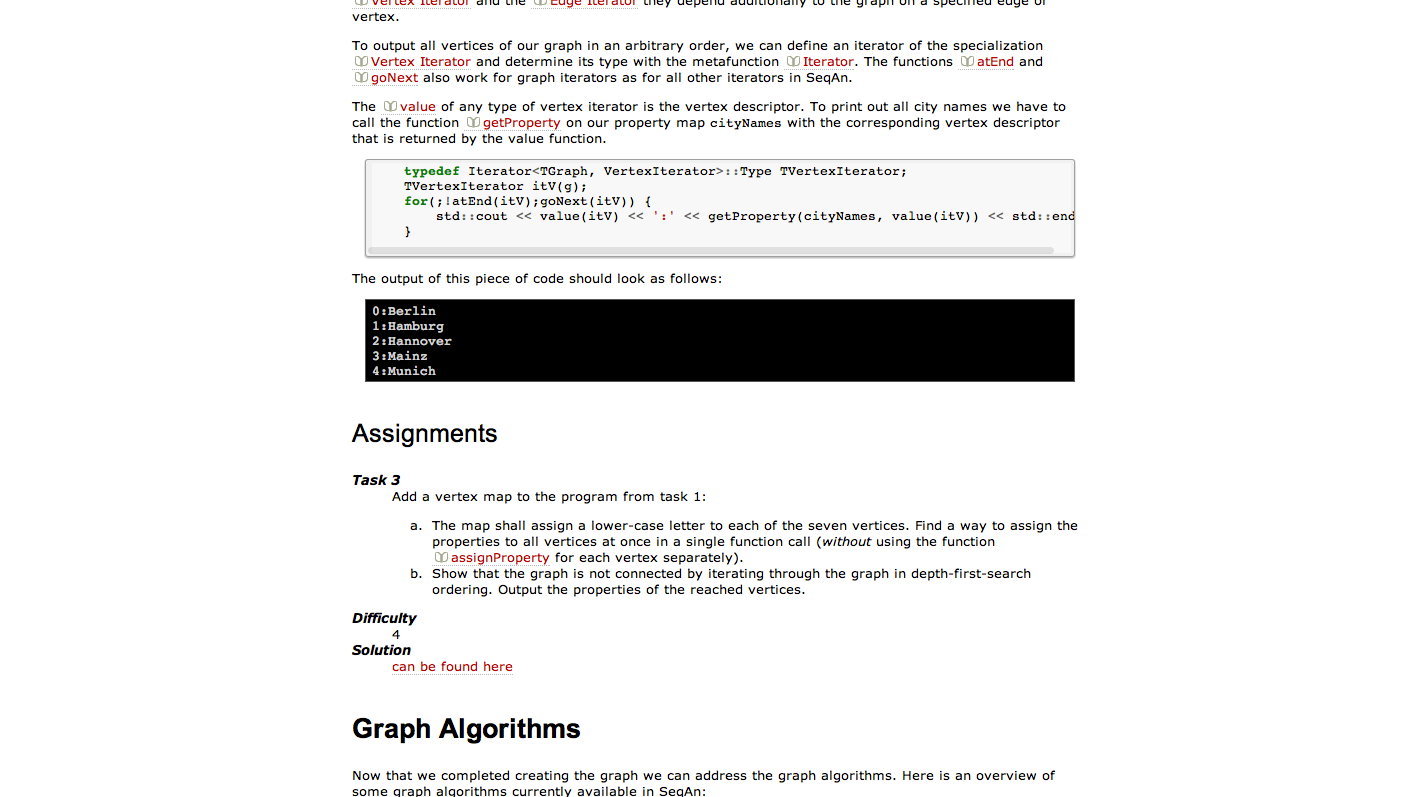 Vertex Iterator and the Edge Iterator they depend additionally to the graph on a specified edge or
vertex.
To output all vertices of our graph in an arbitrary order, we can define an iterator of the specialization
Vertex Iterator and determine its type with the metafunction Iterator. The functions atEnd and
goNext also work for graph iterators as for all other iterators in SeqAn.
The value of any type of vertex iterator is the vertex descriptor. To print out all city names we have to
call the function getProperty on our property map cityNames with the corresponding vertex descriptor
that is returned by the value function.
typedef Iterator<TGraph, VertexIterator>::Type TVertexIterator;
TVertexIterator itV(g);
for(;!atEnd(itV);goNext(itV)) {
std::cout << value(itV) << ':' << getProperty(cityNames, value(itV)) << std::end
}
The output of this piece of code should look as follows:
0:Berlin
1:Hamburg
2:Hannover
3:Mainz
4:Munich
Assignments
Task 3
Add a vertex map to the program from task 1:
a. The map shall assign a lower-case letter to each of the seven vertices. Find a way to assign the
properties to all vertices at once in a single function call (without using the function
assignProperty for each vertex separately).
b. Show that the graph is not connected by iterating through the graph in depth-first-search
ordering. Output the properties of the reached vertices.
Difficulty
4
Solution
can be found here
Graph Algorithms
Now that we completed creating the graph we can address the graph algorithms. Here is an overview of
some graph algorithms currently available in SeqAn: